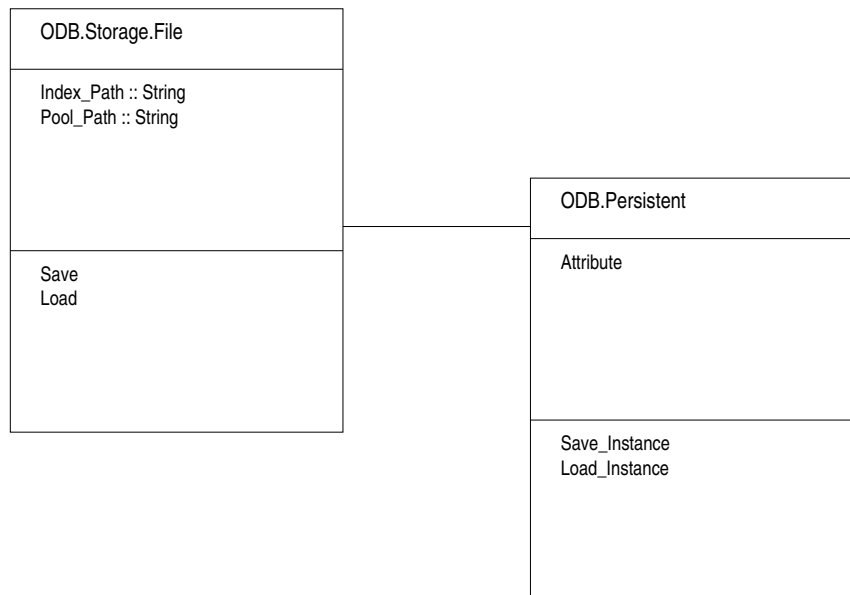 ODB.Storage.File
Index_Path :: String
Pool_Path :: String
Save
Load
ODB.Persistent
Attribute
Save_Instance
Load_Instance